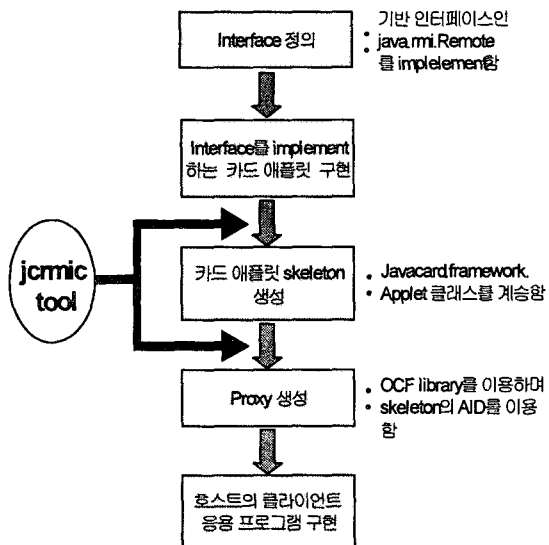 Interface 정의
기반 인터페이스인
• java.rmi.Remote
• 를 implelement함
Interface를 implement
하는 카드 애플릿 구현
jcrmic
tool
카드 애플릿 skeleton
생성
• Javacard.framework.
• Applet 클래스를 계승함
Proxy 생성
• OCF library를 이용하며
• skeleton의 AID를 이용
함
호스트의 클라이언트
응용 프로그램 구현